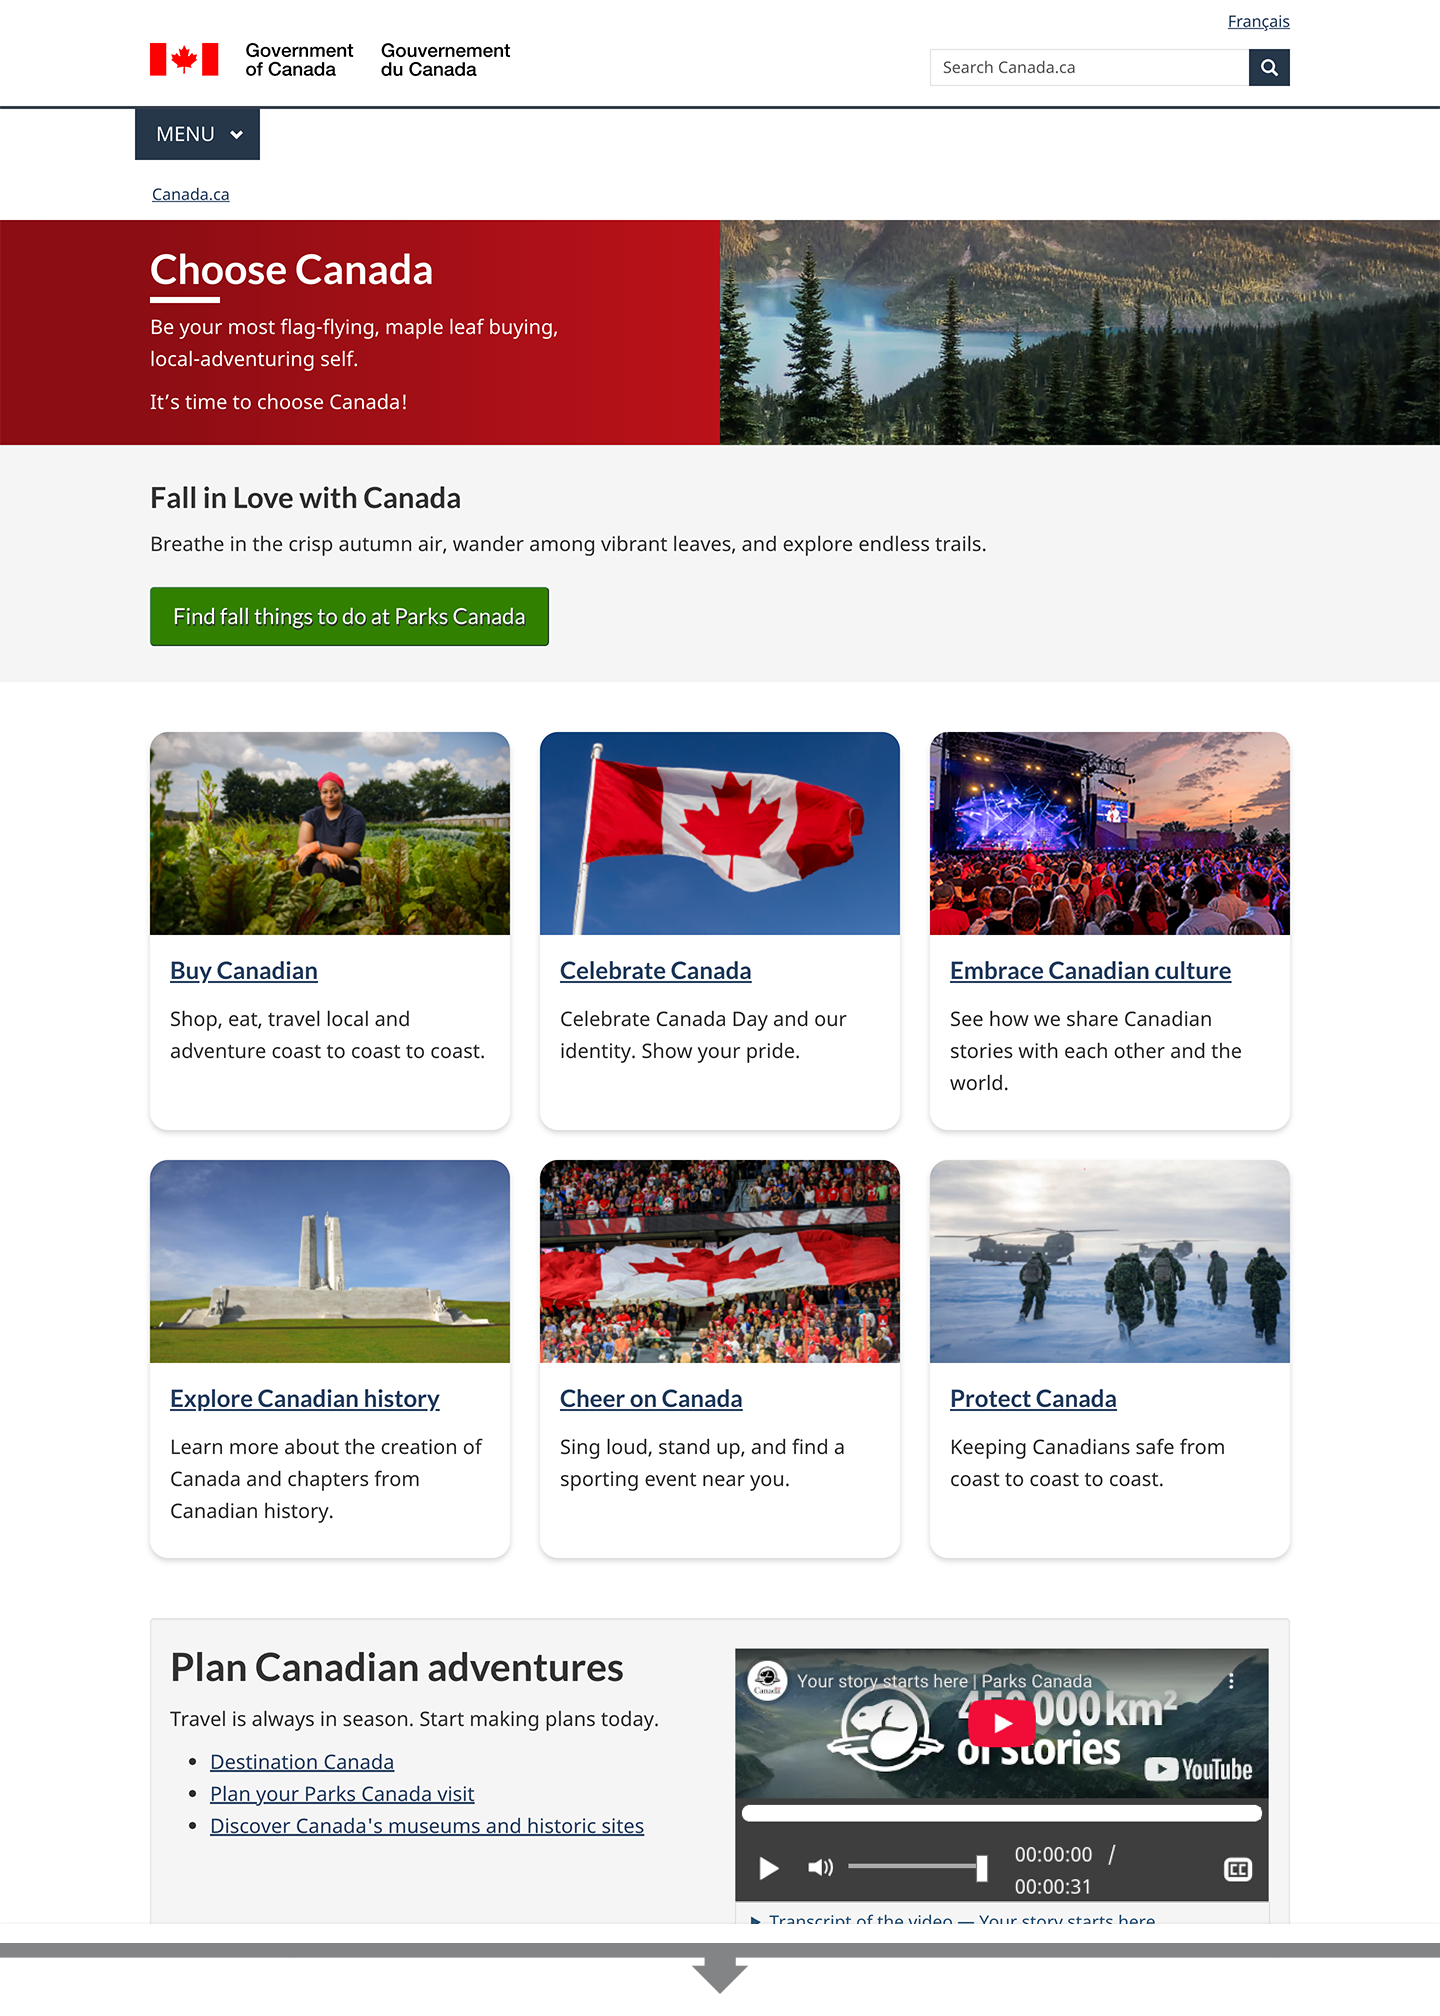 Français
Government
of Canada
Gouvernement
du Canada
Search Canada.ca
MENU
Canada.ca
Choose Canada
Be your most flag-flying, maple leaf buying,
local-adventuring self.
It’s time to choose Canada!
Fall in Love with Canada
Breathe in the crisp autumn air, wander among vibrant leaves, and explore endless trails.
Find fall things to do at Parks Canada
Buy Canadian
Shop, eat, travel local and
adventure coast to coast to coast.
Celebrate Canada
Celebrate Canada Day and our
identity. Show your pride.
Embrace Canadian culture
See how we share Canadian
stories with each other and the
world.
Explore Canadian history
Learn more about the creation of
Canada and chapters from
Canadian history.
Cheer on Canada
Sing loud, stand up, and find a
sporting event near you.
Protect Canada
Keeping Canadians safe from
coast to coast to coast.
Plan Canadian adventures
Travel is always in season. Start making plans today.
Destination Canada
Plan your Parks Canada visit
Discover Canada's museums and historic sites
Canada
Your story starts here | Parks Canada
000 km²
of stories
YouTube
00:00:00 /
00:00:31
CC
Transcript of the video — Your story starts here